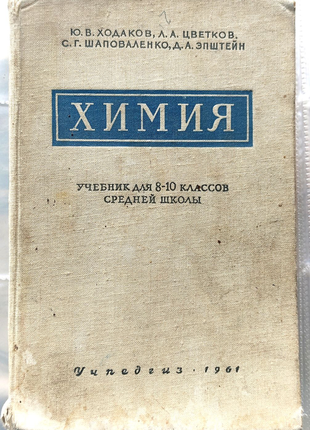 Ю. В. ХОДАКОВ, Л. А. ЦВЕТКОВ,
С. Г. ШАПОВАЛЕНКО, Д. А. ЭПШТЕЙН
ХИМИЯ
УЧЕБНИК ДЛЯ 8-10 КЛАССОВ
СРЕДНЕЙ ШКОЛЫ
Учпедгиз · 1961